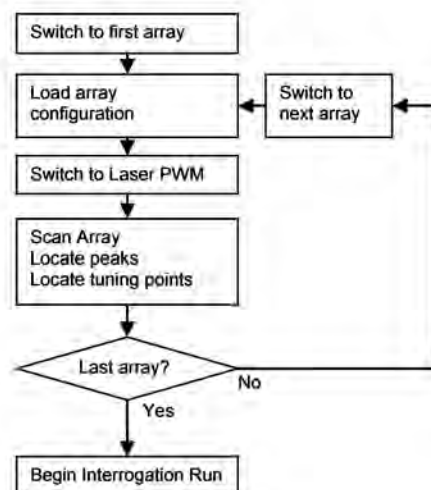 Switch to first array
Load array
configuration
Switch to
next array
Switch to Laser PWM
Scan Array
Locate peaks
Locate tuning points
Last array?
No
Yes
Begin Interrogation Run